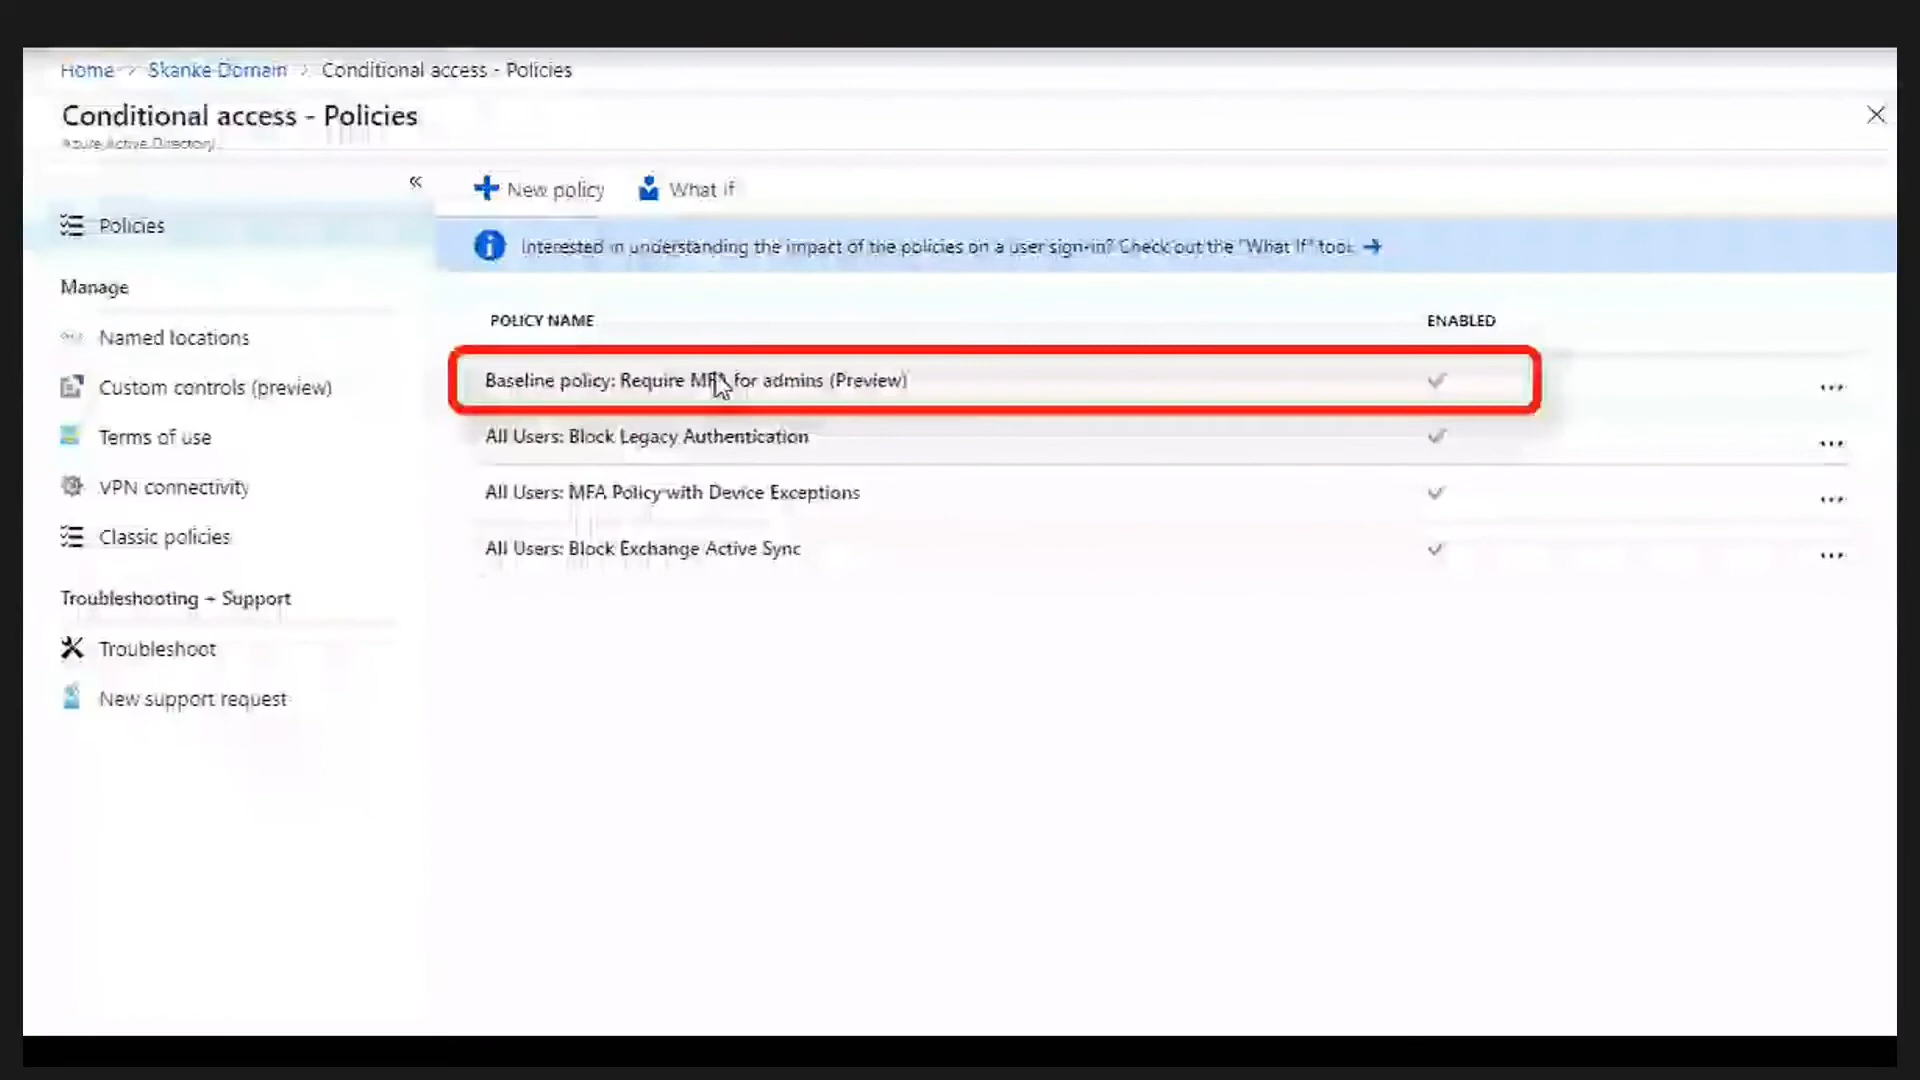 Home > Skanke Domain > Conditional access - Policies
Conditional access - Policies
Azure Active Directory
«
New policy What if
Policies
Interested in understanding the impact of the policies on a user sign-in? Check out the "What If" tool. →
Manage
POLICY NAME ENABLED
Named locations
Baseline policy: Require MFA for admins (Preview)
Custom controls (preview)
All Users: Block Legacy Authentication
Terms of use
All Users: MFA Policy with Device Exceptions
VPN connectivity
Classic policies
All Users: Block Exchange Active Sync
Troubleshooting + Support
Troubleshoot
New support request